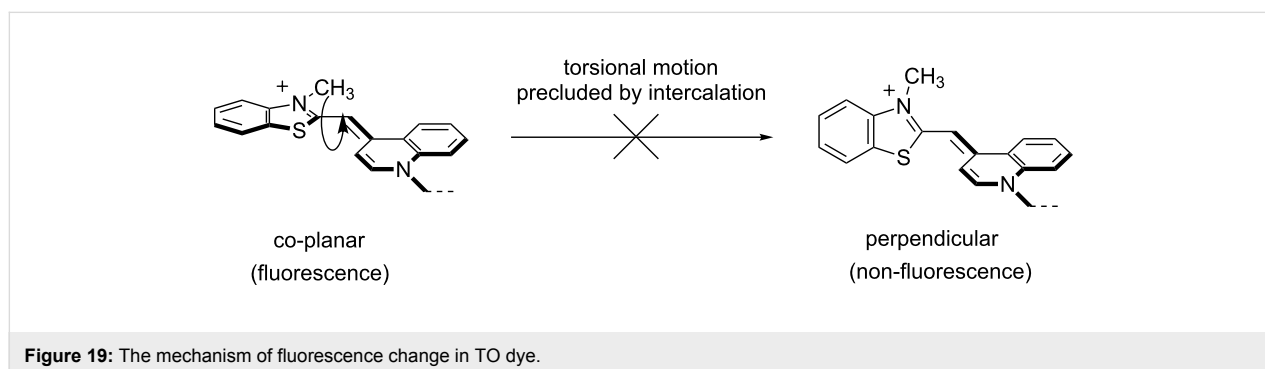 torsional motion
precluded by intercalation
+
CH3
N
S
N
+
CH3
N
S
N
co-planar
(fluorescence)
perpendicular
(non-fluorescence)
Figure 19: The mechanism of fluorescence change in TO dye.